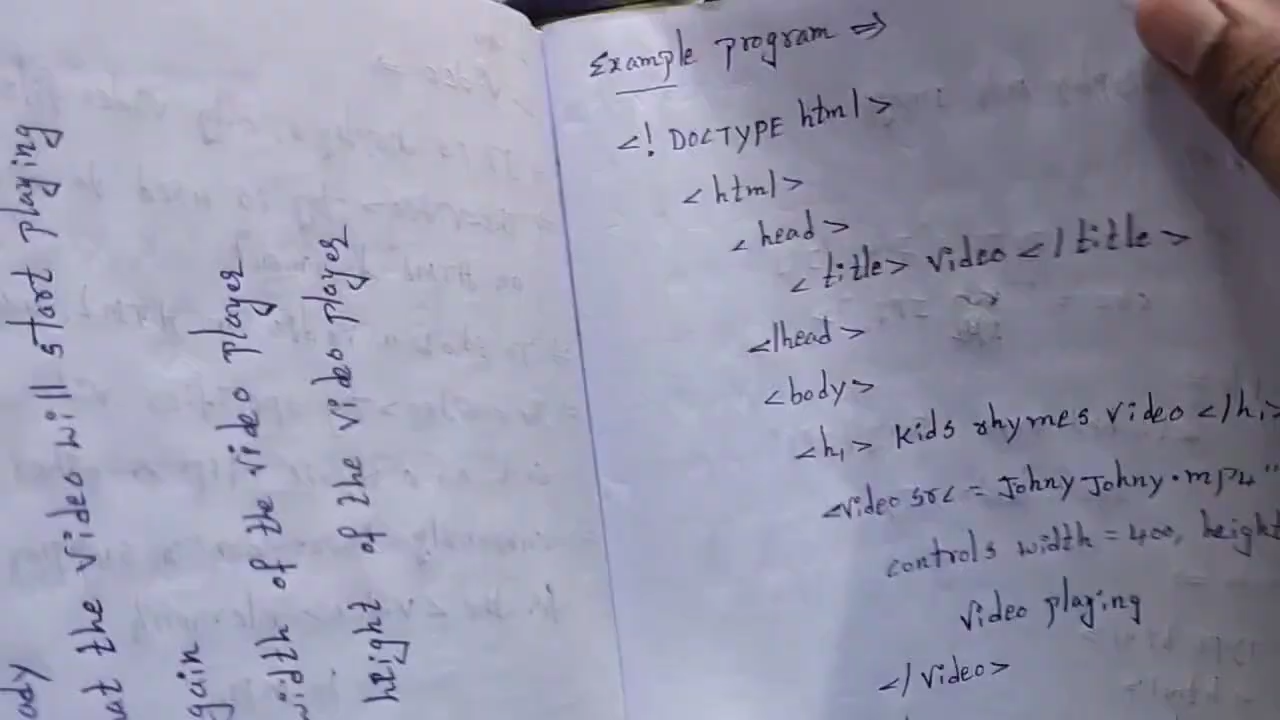 ady
at the video will start playing
gain
width of the video player
height of the video player
Example program ⇒
<! DOCTYPE html>
<html>
<head>
<title> video </title>
</head>
<body>
<h1> Kids rhymes video </h1>
<video src = Johny Johny.mp4"
controls width = 400, height
video playing
</video>